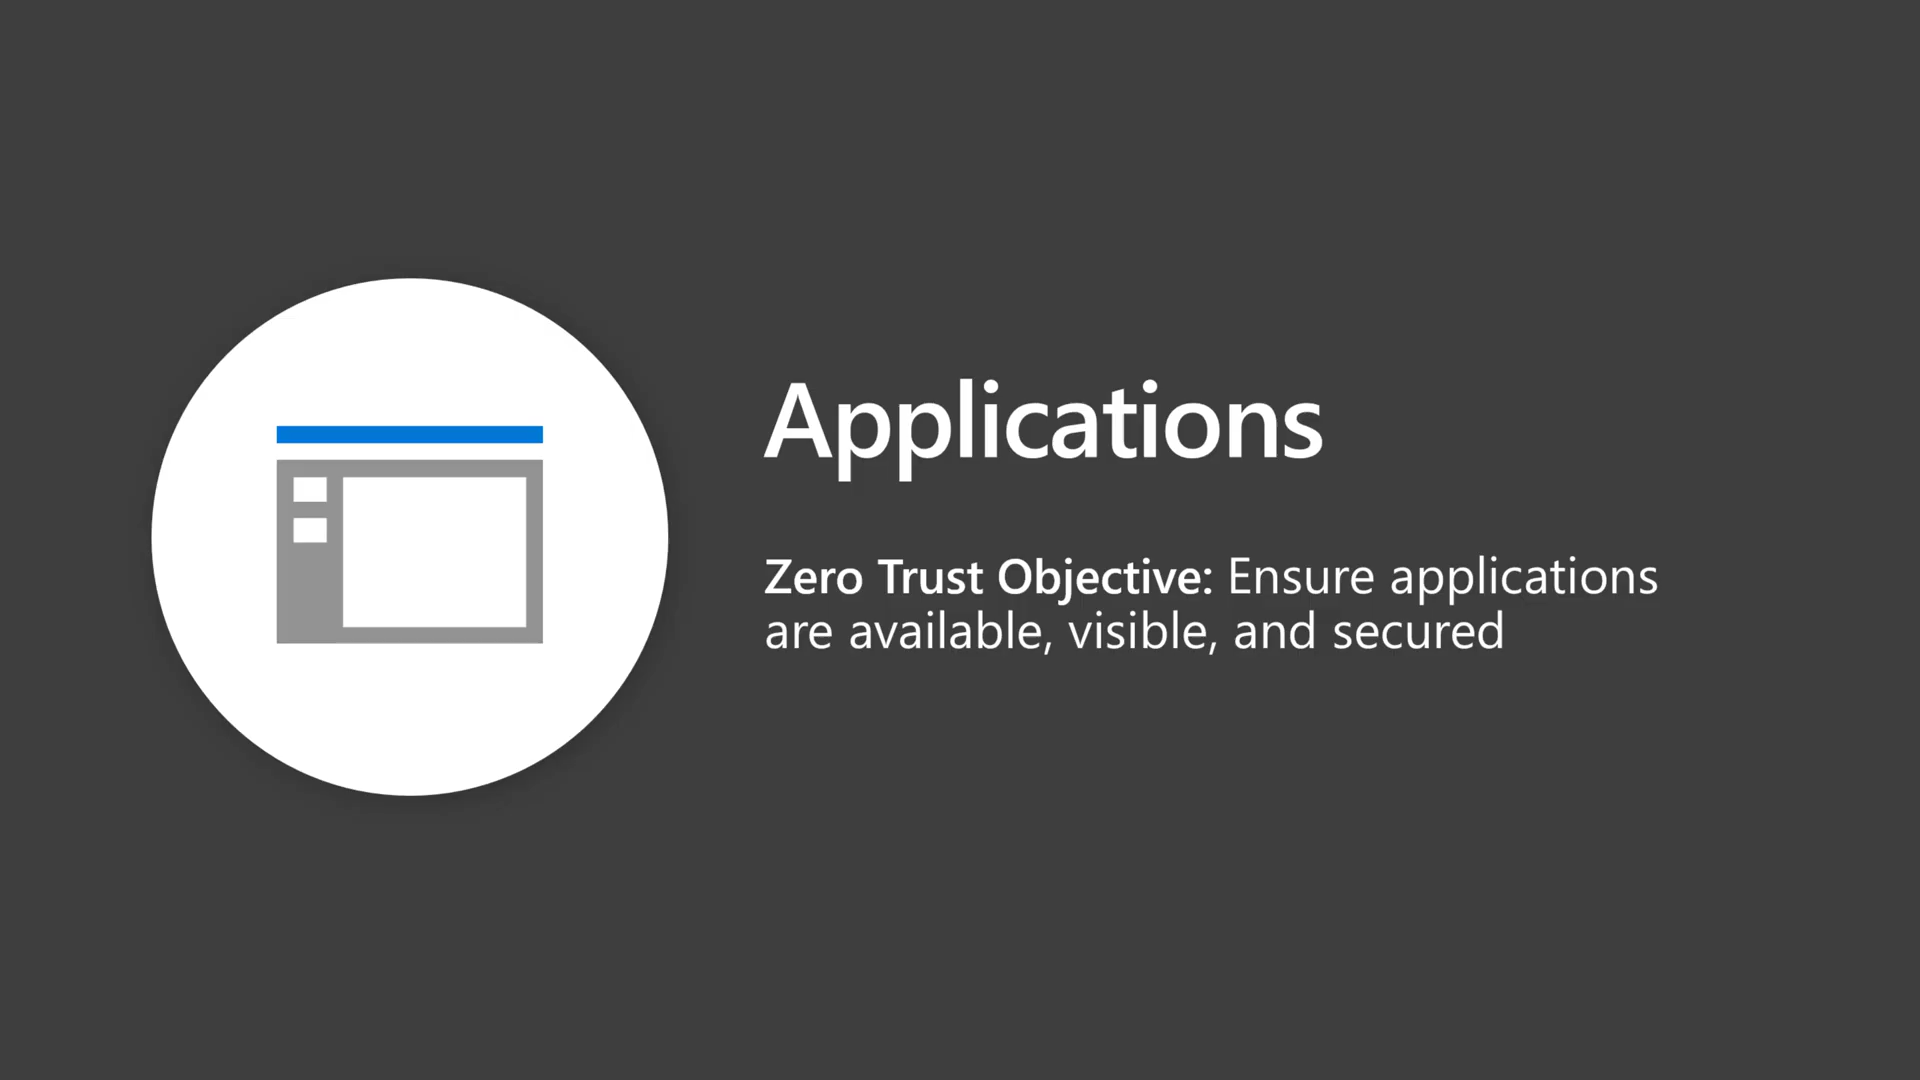 Applications
Zero Trust Objective: Ensure applications
are available, visible, and secured